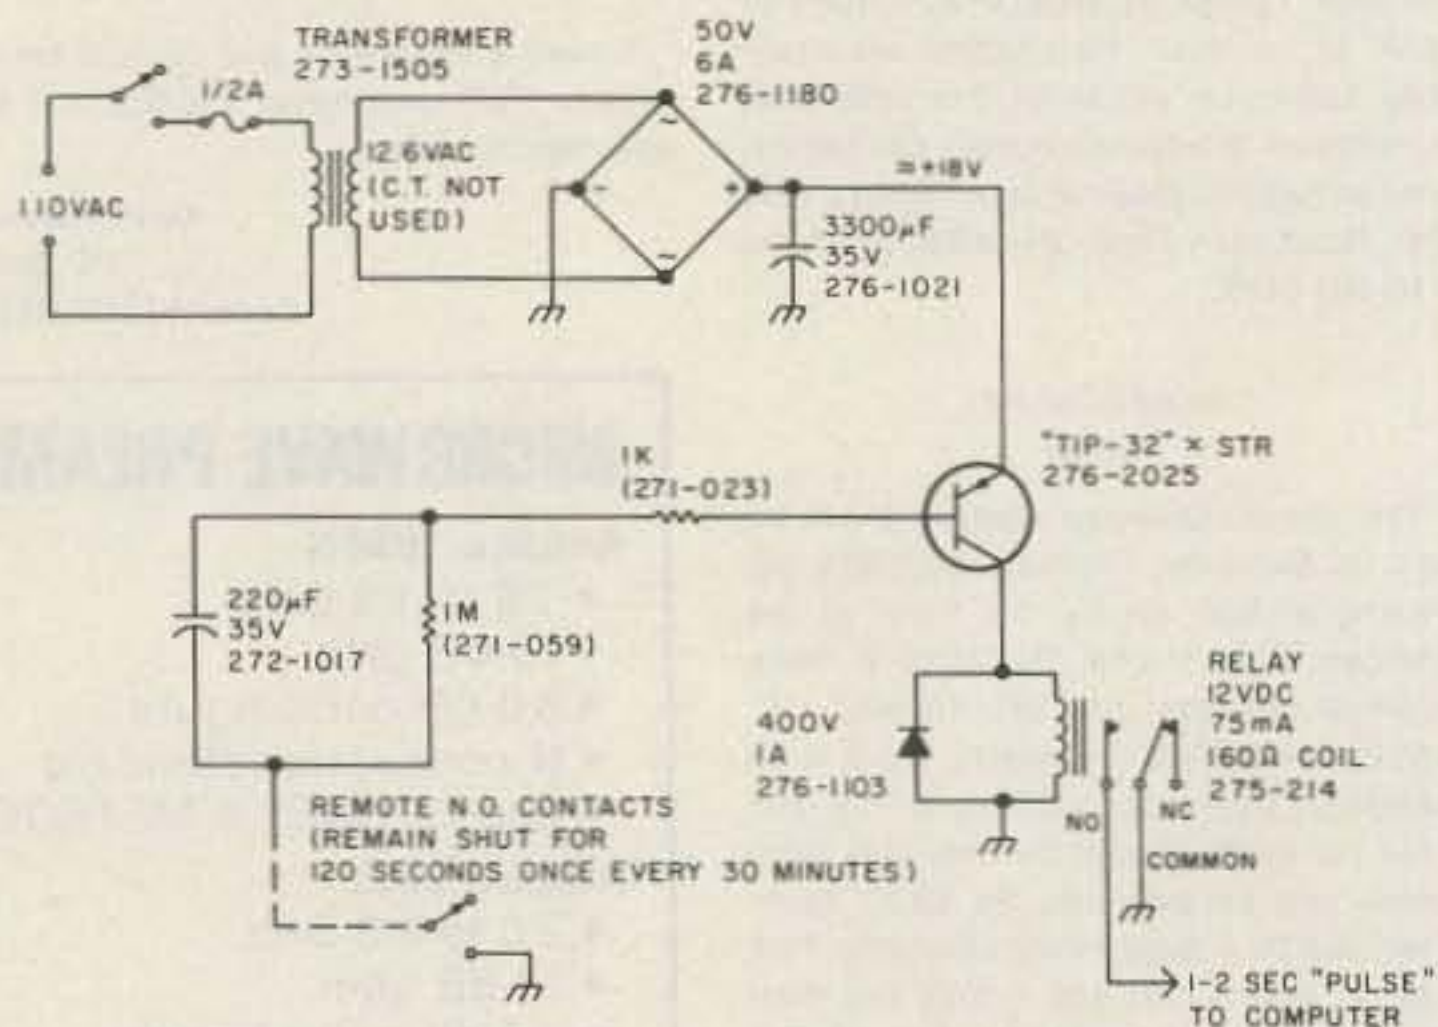 TRANSFORMER
273-1505
50V
6A
276-1180
1/2A
110VAC
12.6VAC
(C.T. NOT
USED)
~
-
+
~
≈+18V
3300µF
35V
276-1021
"TIP-32" × STR
276-2025
1K
(271-023)
220µF
35V
272-1017
1M
(271-059)
REMOTE N.O. CONTACTS
(REMAIN SHUT FOR
120 SECONDS ONCE EVERY 30 MINUTES)
400V
1A
276-1103
RELAY
12VDC
75mA
160Ω COIL
275-214
NO
NC
COMMON
1-2 SEC "PULSE"
TO COMPUTER